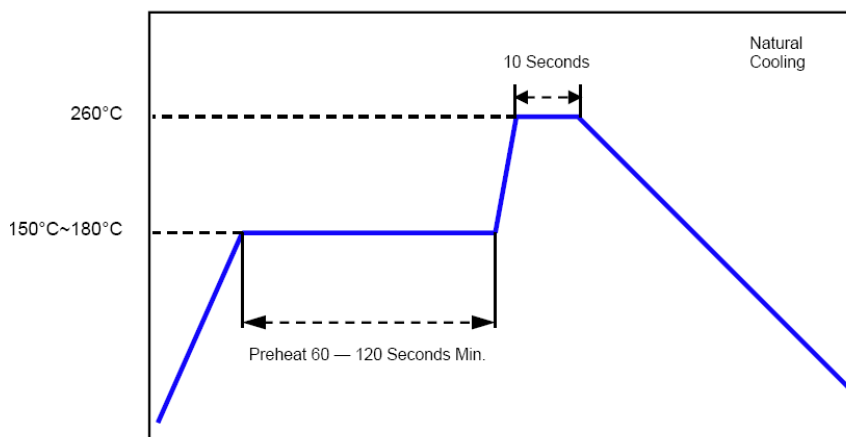 Natural
Cooling
10 Seconds
260°C
150°C~180°C
Preheat 60 — 120 Seconds Min.